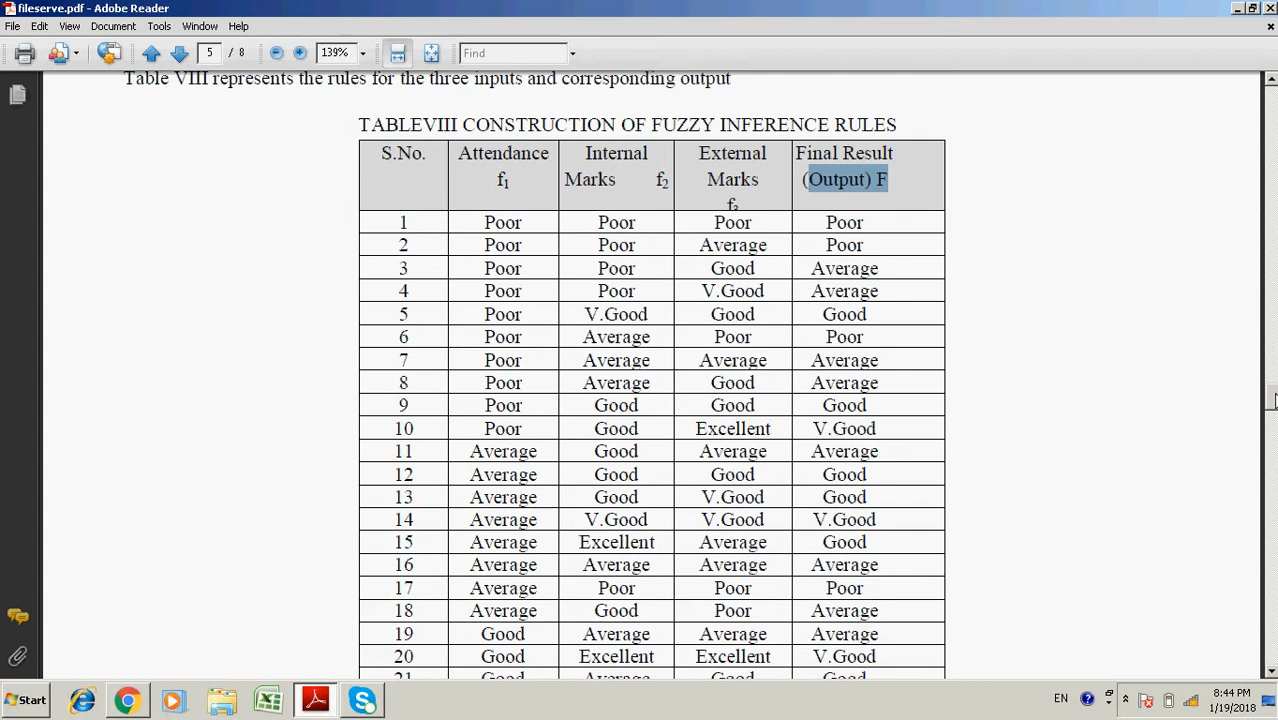 fileserve.pdf - Adobe Reader
File Edit View Document Tools Window Help
5 / 8 139% Find
Table VIII represents the rules for the three inputs and corresponding output
TABLEVIII CONSTRUCTION OF FUZZY INFERENCE RULES
S.No. Attendance Internal External Final Result
f1 Marks f2 Marks (Output) F
f3
1 Poor Poor Poor Poor
2 Poor Poor Average Poor
3 Poor Poor Good Average
4 Poor Poor V.Good Average
5 Poor V.Good Good Good
6 Poor Average Poor Poor
7 Poor Average Average Average
8 Poor Average Good Average
9 Poor Good Good Good
10 Poor Good Excellent V.Good
11 Average Good Average Average
12 Average Good Good Good
13 Average Good V.Good Good
14 Average V.Good V.Good V.Good
15 Average Excellent Average Good
16 Average Average Average Average
17 Average Poor Poor Poor
18 Average Good Poor Average
19 Good Average Average Average
20 Good Excellent Excellent V.Good
21 Good Average
Start EN 8:44 PM
1/19/2018